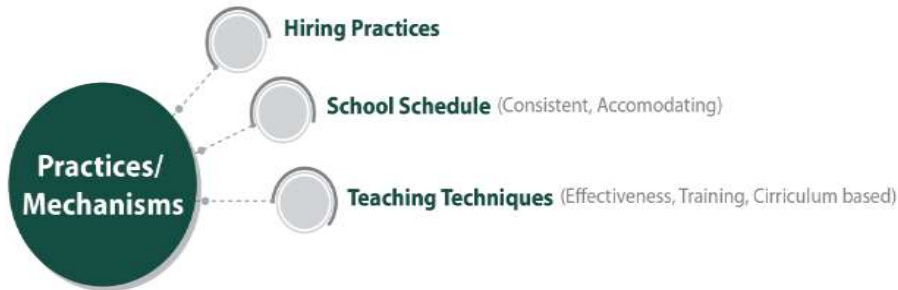 Hiring Practices
School Schedule (Consistent, Accomodating)
Practices/
Mechanisms
Teaching Techniques (Effectiveness, Training, Cirriculum based)